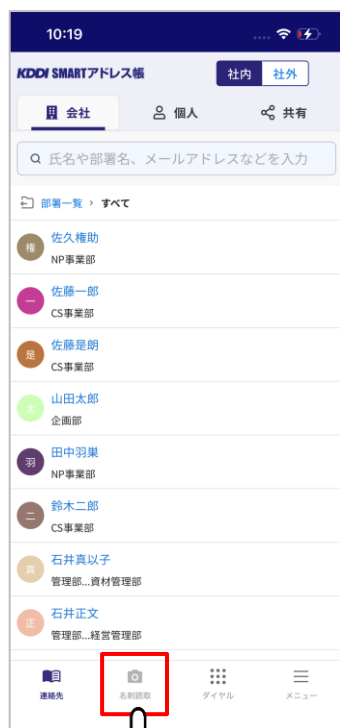 10:19
KDDI SMARTアドレス帳
社内 社外
会社 個人 共有
氏名や部署名、メールアドレスなどを入力
部署一覧 › すべて
佐久権助
権
NP事業部
佐藤一郎
一
CS事業部
佐藤是朗
是
CS事業部
山田太郎
太
企画部
田中羽巣
羽
NP事業部
鈴木二郎
二
CS事業部
石井真以子
真
管理部...資材管理部
石井正文
正
管理部...経営管理部
連絡先 名刺読取 ダイヤル メニュー